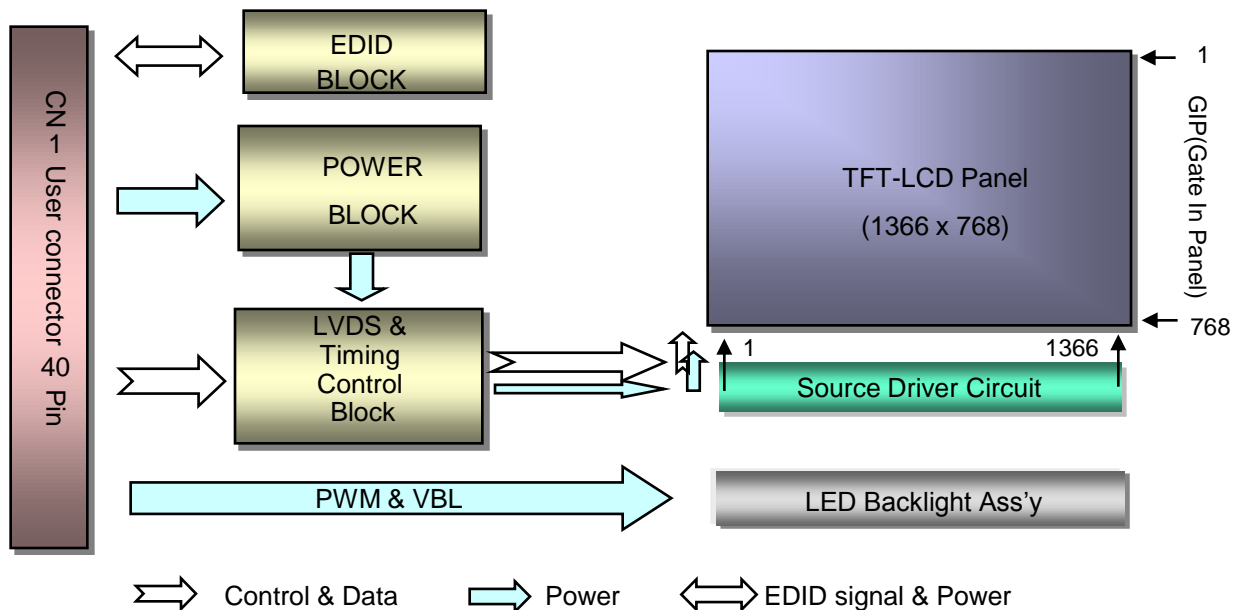 CN 1 User connector 40 Pin
EDID
BLOCK
POWER
BLOCK
LVDS &
Timing
Control
Block
PWM & VBL
TFT-LCD Panel
(1366 x 768)
1
GIP(Gate In Panel)
768
1
1366
Source Driver Circuit
LED Backlight Ass’y
Control & Data
Power
EDID signal & Power